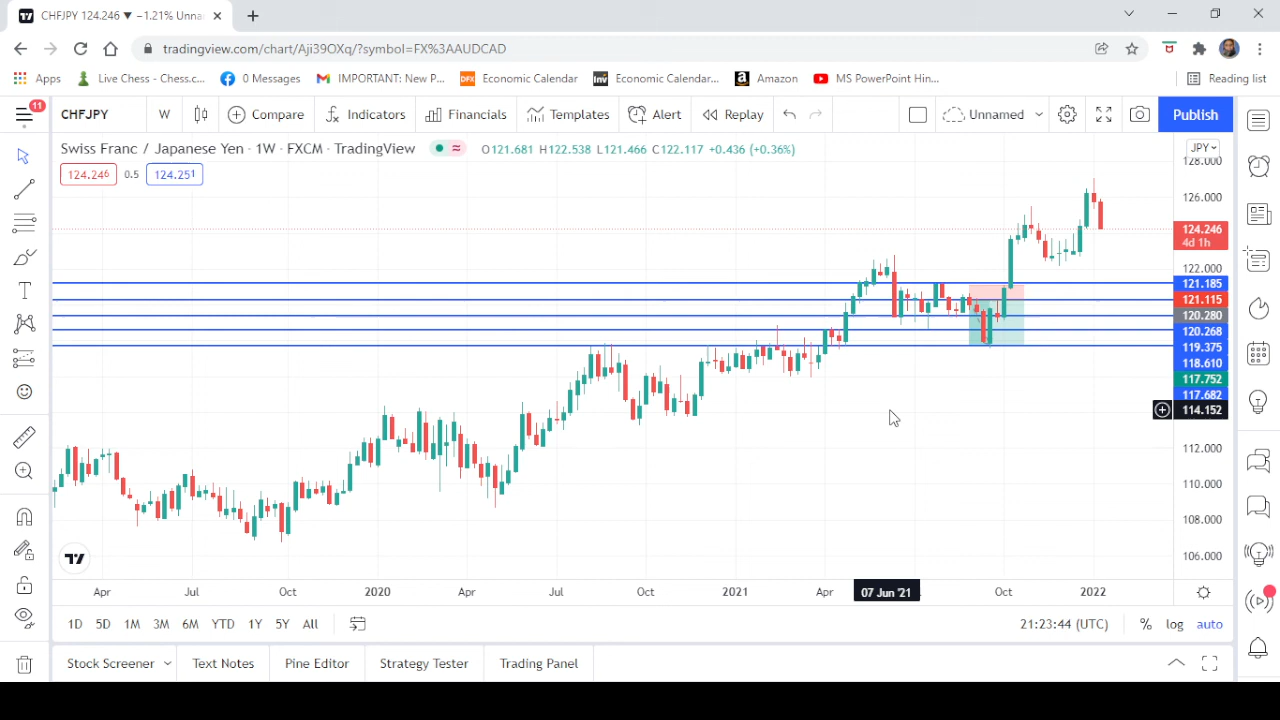 CHFJPY 124.246 ▼ −1.21% Unna
tradingview.com/chart/Aji39OXq/?symbol=FX%3AAUDCAD
Apps Live Chess - Chess.c... 0 Messages IMPORTANT: New P... DFX Economic Calendar Inv Economic Calendar... a Amazon MS PowerPoint Hin... Reading list
11 CHFJPY W Compare Indicators Financials Templates Alert Replay Unnamed Publish
Swiss Franc / Japanese Yen · 1W · FXCM · TradingView O121.681 H122.538 L121.466 C122.117 +0.436 (+0.36%) JPY
124.246 0.5 124.251
128.000
126.000
124.246
4d 1h
122.000
121.185
121.115
120.280
120.268
119.375
118.610
117.752
117.682
114.152
112.000
110.000
108.000
106.000
Apr Jul Oct 2020 Apr Jul Oct 2021 Apr 07 Jun '21 Oct 2022
1D 5D 1M 3M 6M YTD 1Y 5Y All 21:23:44 (UTC) % log auto
Stock Screener Text Notes Pine Editor Strategy Tester Trading Panel